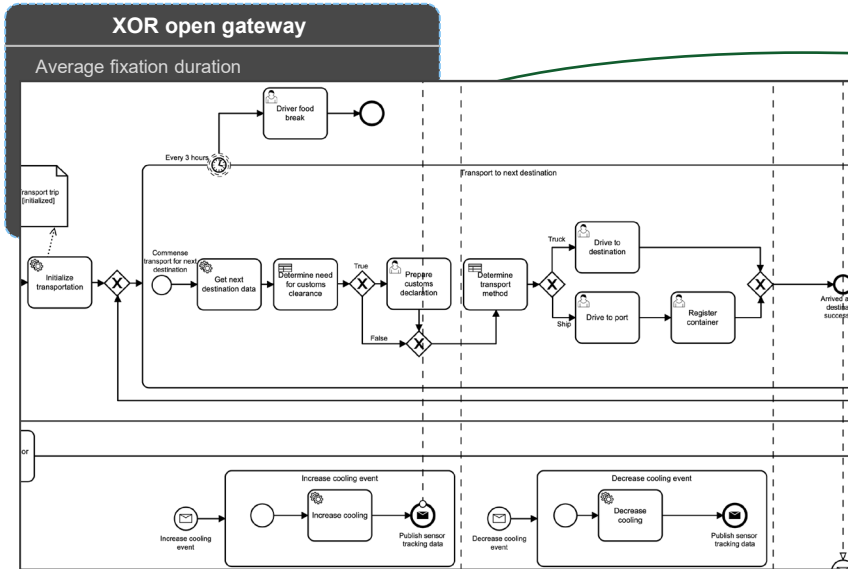 XOR open gateway
Average fixation duration
Driver food
break
Every 3 hours
Transport to next destination
ransport trip
[initialized]
Initialize
transportation
X
Commense
transport for next
destination
Get next
destination data
Determine need
for customs
clearance
True
X
False
Prepare
customs
declaration
X
Determine
transport
method
X
Truck
Ship
Drive to
destination
Drive to port
Register
container
X
Arrived a
destina
success
or
Increase cooling event
Increase cooling
event
Increase cooling
Publish sensor
tracking data
Decrease cooling event
Decrease cooling
event
Decrease
cooling
Publish sensor
tracking data